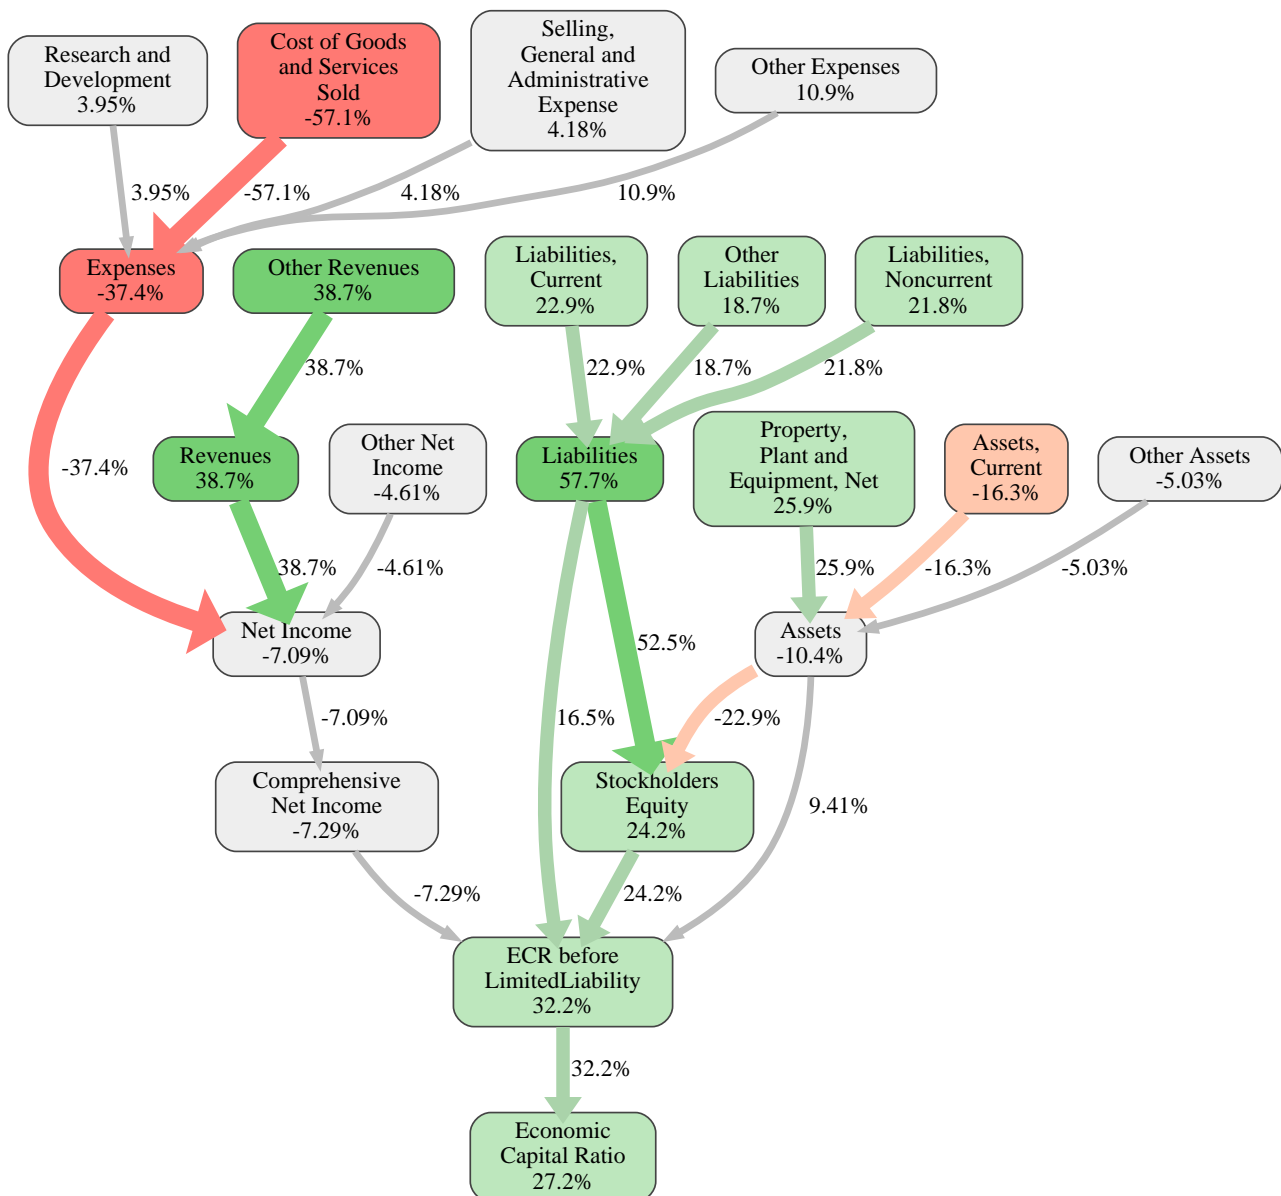 Research and
Development
3.95%
Cost of Goods
and Services
Sold
-57.1%
Selling,
General and
Administrative
Expense
4.18%
Other Expenses
10.9%
3.95%
-57.1%
4.18%
10.9%
Expenses
-37.4%
Other Revenues
38.7%
Liabilities,
Current
22.9%
Other
Liabilities
18.7%
Liabilities,
Noncurrent
21.8%
38.7%
22.9%
18.7%
21.8%
-37.4%
Revenues
38.7%
Other Net
Income
-4.61%
Liabilities
57.7%
Property,
Plant and
Equipment, Net
25.9%
Assets,
Current
-16.3%
Other Assets
-5.03%
38.7%
-4.61%
25.9%
-16.3%
-5.03%
Net Income
-7.09%
52.5%
Assets
-10.4%
-7.09%
16.5%
-22.9%
Comprehensive
Net Income
-7.29%
Stockholders
Equity
24.2%
9.41%
-7.29%
24.2%
ECR before
LimitedLiability
32.2%
32.2%
Economic
Capital Ratio
27.2%